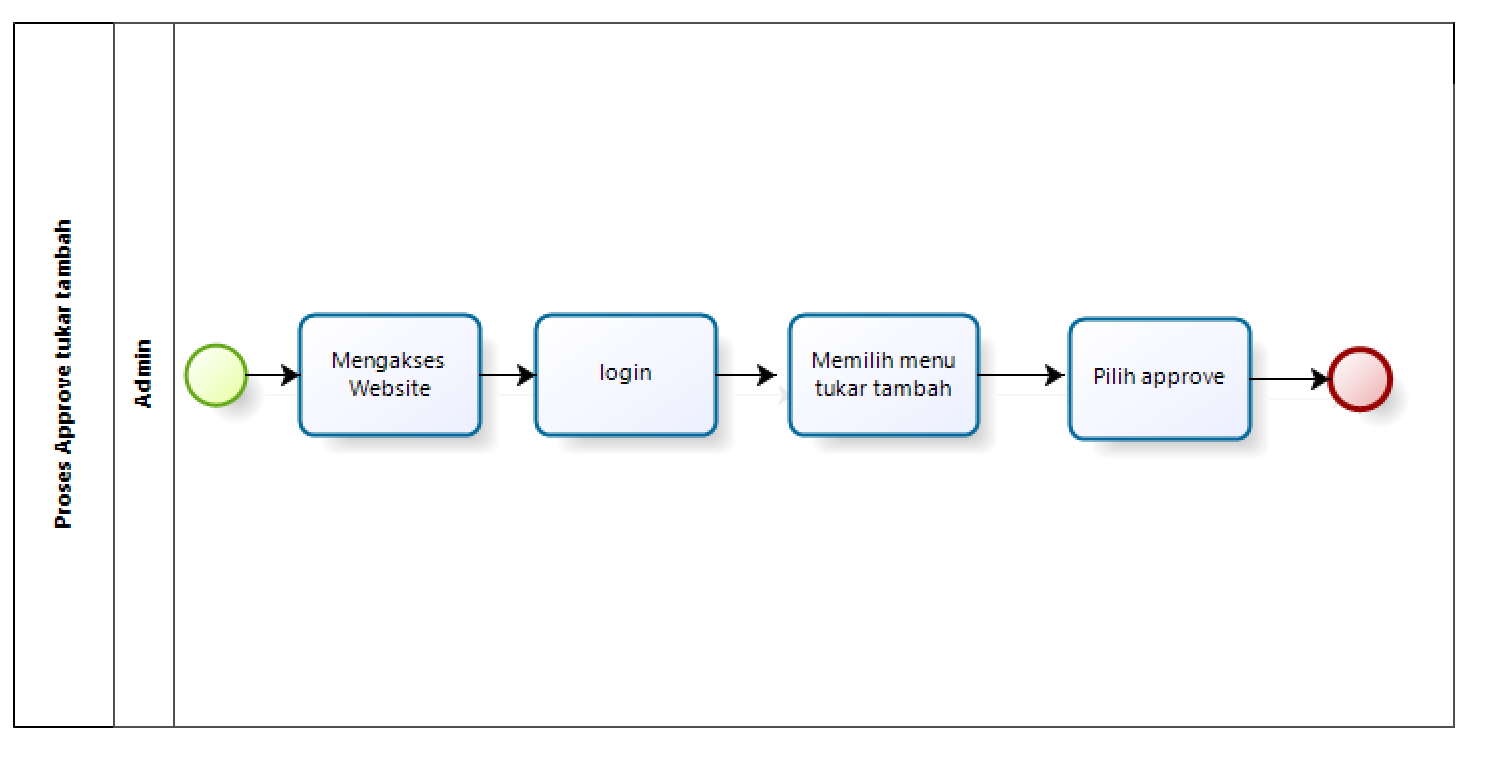 Proses Approve tukar tambah
Admin
Mengakses
Website
login
Memilih menu
tukar tambah
Pilih approve